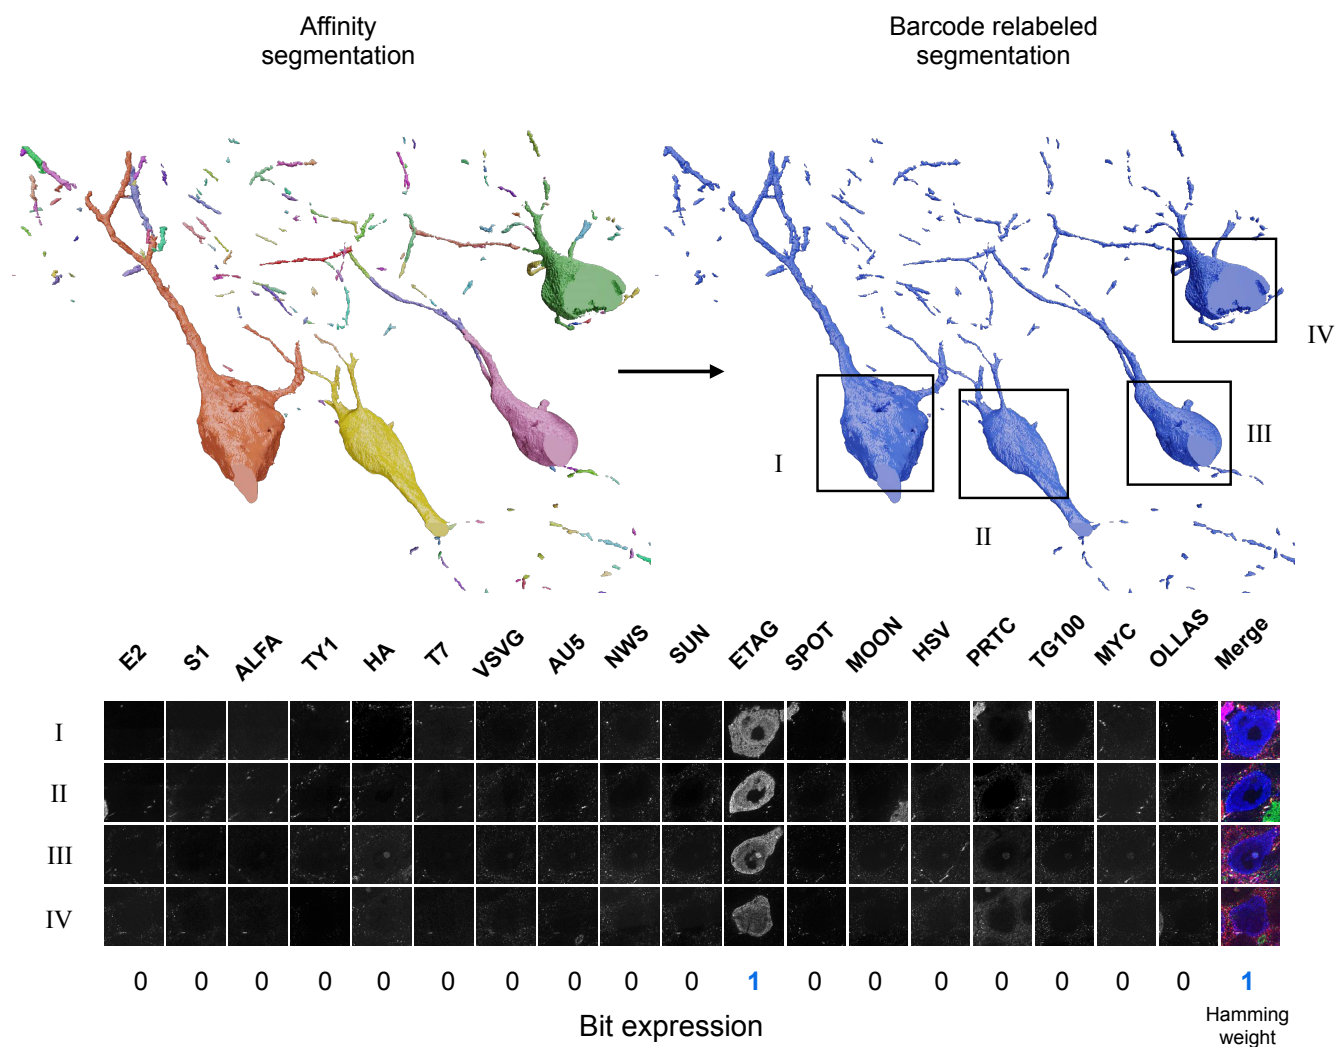 Affinity
segmentation
Barcode relabeled
segmentation
IV
III
I
II
E2 S1 ALFA TY1 HA T7 VSVG AU5 NWS SUN ETAG SPOT MOON HSV PRTC TG100 MYC OLLAS Merge
I
II
III
IV
0 0 0 0 0 0 0 0 0 0 1 0 0 0 0 0 0 0 1
Bit expression
Hamming
weight